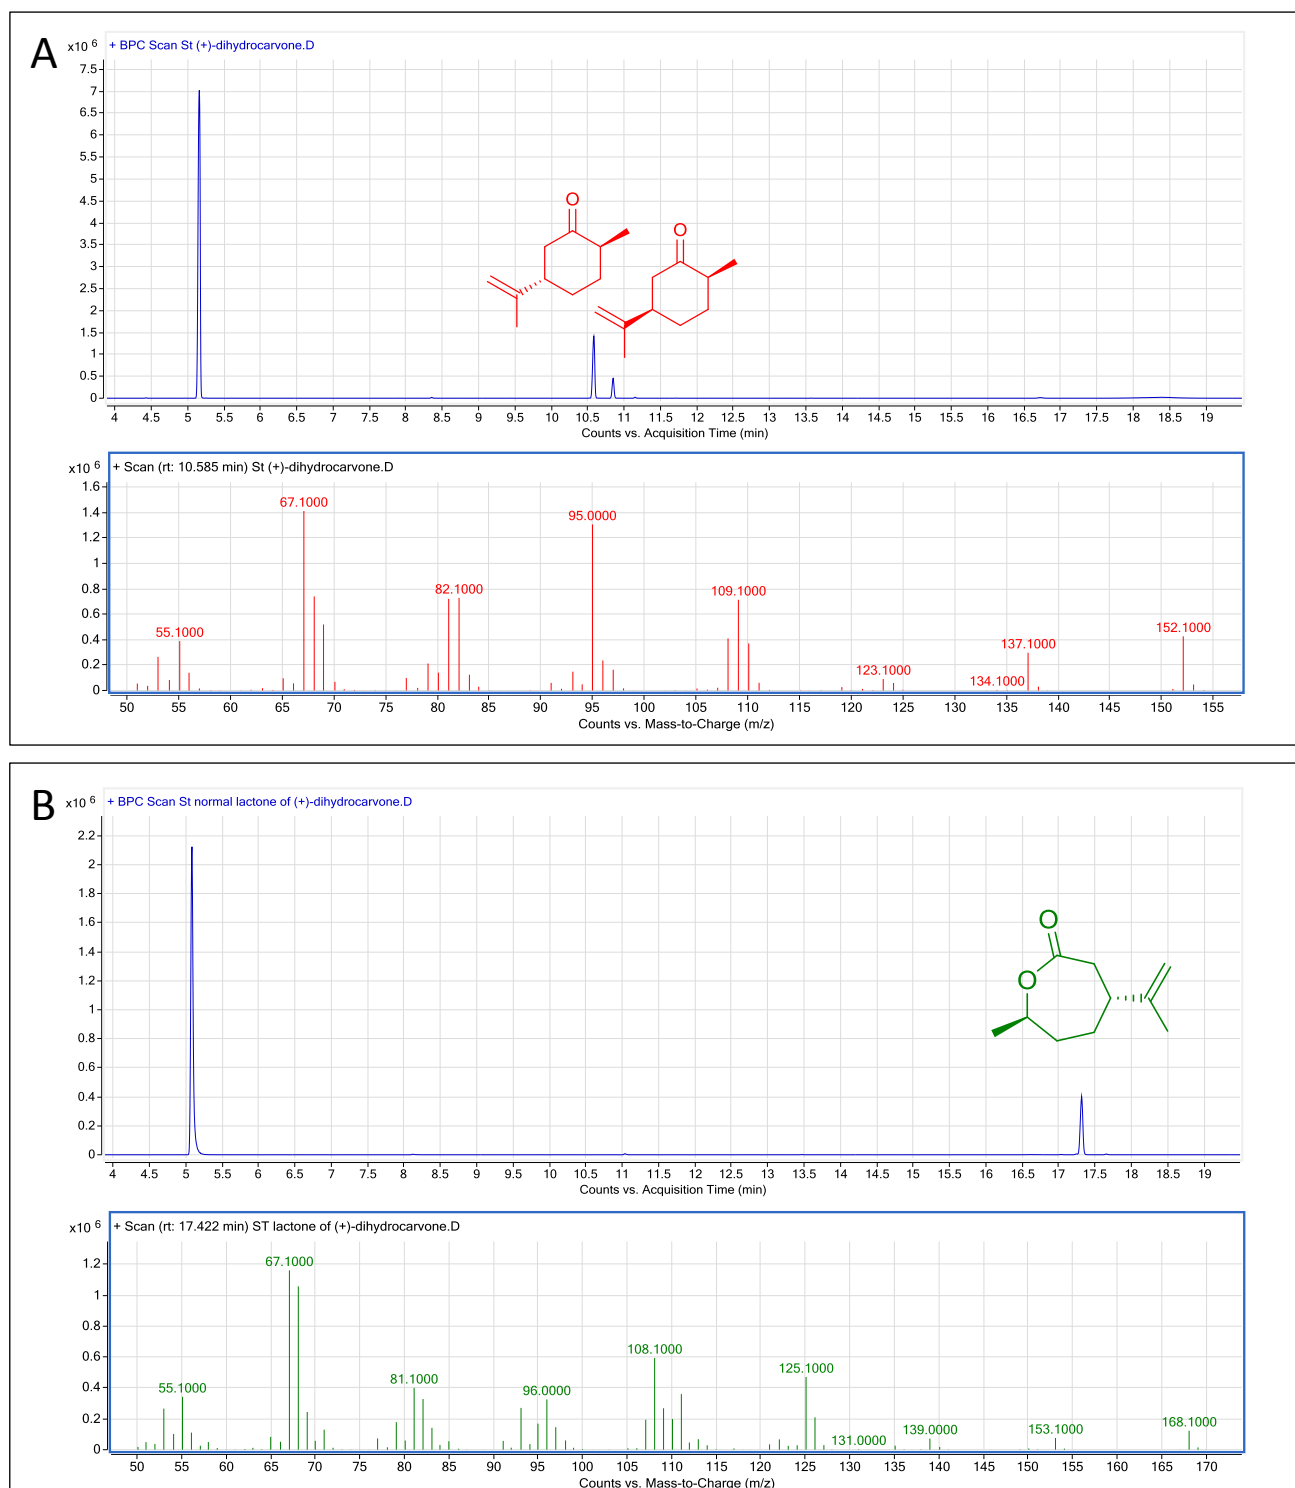 A
x10 6
+ BPC Scan St (+)-dihydrocarvone.D
7.5
7
6.5
6
5.5
5
4.5
4
3.5
3
2.5
2
1.5
1
0.5
0
O
O
4 4.5 5 5.5 6 6.5 7 7.5 8 8.5 9 9.5 10 10.5 11 11.5 12 12.5 13 13.5 14 14.5 15 15.5 16 16.5 17 17.5 18 18.5 19
Counts vs. Acquisition Time (min)
x10 6
+ Scan (rt: 10.585 min) St (+)-dihydrocarvone.D
1.6
1.4
1.2
1
0.8
0.6
0.4
0.2
0
55.1000
67.1000
82.1000
95.0000
109.1000
123.1000
134.1000
137.1000
152.1000
50 55 60 65 70 75 80 85 90 95 100 105 110 115 120 125 130 135 140 145 150 155
Counts vs. Mass-to-Charge (m/z)
B
x10 6
+ BPC Scan St normal lactone of (+)-dihydrocarvone.D
2.2
2
1.8
1.6
1.4
1.2
1
0.8
0.6
0.4
0.2
0
O
O
4 4.5 5 5.5 6 6.5 7 7.5 8 8.5 9 9.5 10 10.5 11 11.5 12 12.5 13 13.5 14 14.5 15 15.5 16 16.5 17 17.5 18 18.5 19
Counts vs. Acquisition Time (min)
x10 6
+ Scan (rt: 17.422 min) ST lactone of (+)-dihydrocarvone.D
1.2
1
0.8
0.6
0.4
0.2
0
55.1000
67.1000
81.1000
96.0000
108.1000
125.1000
131.0000
139.0000
153.1000
168.1000
50 55 60 65 70 75 80 85 90 95 100 105 110 115 120 125 130 135 140 145 150 155 160 165 170
Counts vs. Mass-to-Charge (m/z)